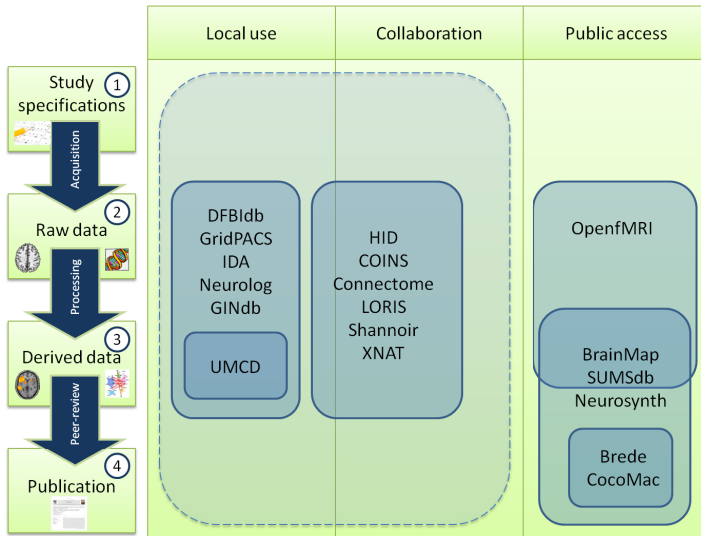 Local use
Collaboration
Public access
Study
specifications
1
Acquisition
Raw data
2
Processing
Derived data
3
Peer-review
Publication
4
DFBIdb
GridPACS
IDA
Neurolog
GINdb
UMCD
HID
COINS
Connectome
LORIS
Shannoir
XNAT
OpenfMRI
BrainMap
SUMSdb
Neurosynth
Brede
CocoMac